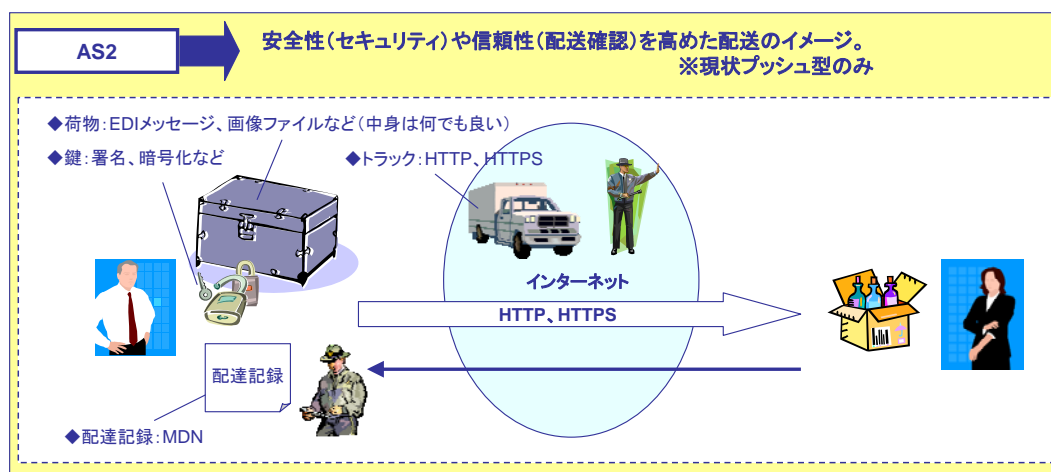 AS2
安全性(セキュリティ)や信頼性(配送確認)を高めた配送のイメージ。
※現状プッシュ型のみ
◆荷物:EDIメッセージ、画像ファイルなど(中身は何でも良い)
◆鍵:署名、暗号化など
◆トラック:HTTP、HTTPS
インターネット
HTTP、HTTPS
配達記録
◆配達記録:MDN